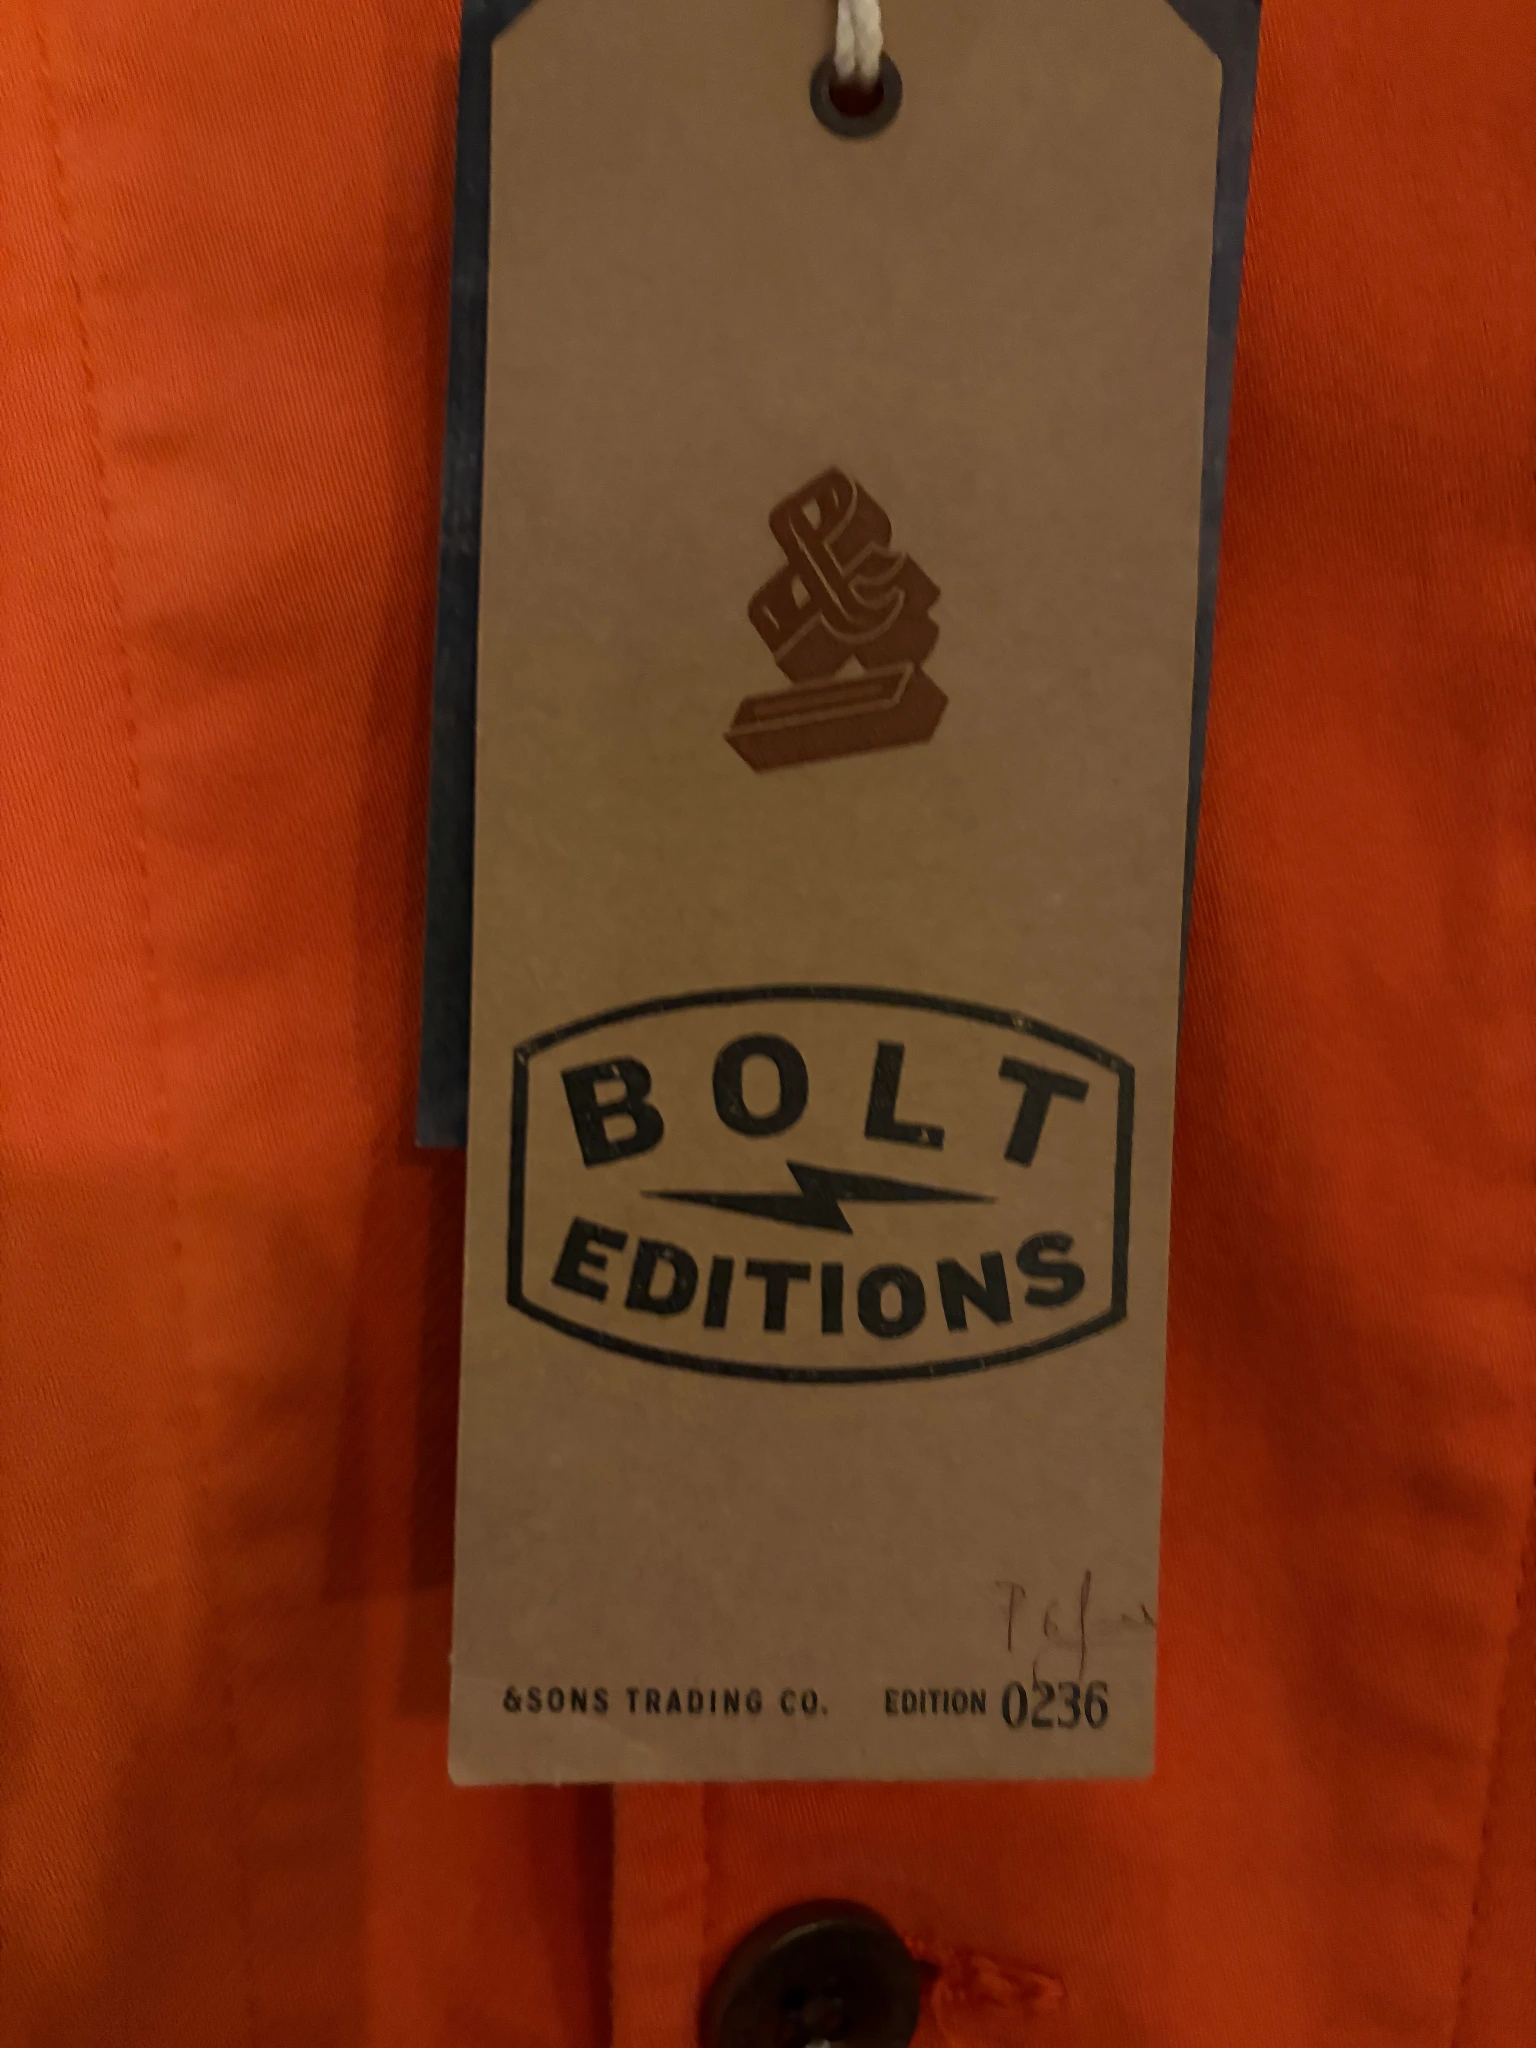 &
BOLT
EDITIONS
&SONS TRADING CO. EDITION 0236